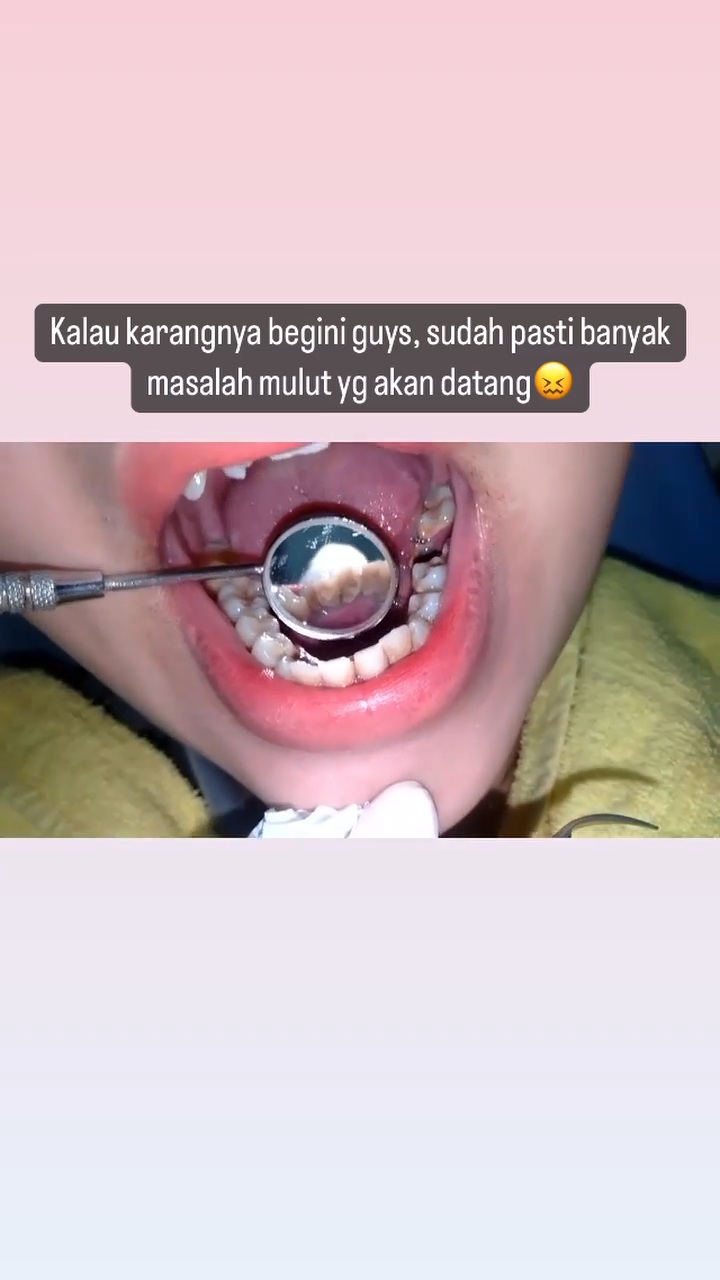 Kalau karangnya begini guys, sudah pasti banyak
masalah mulut yg akan datang😖